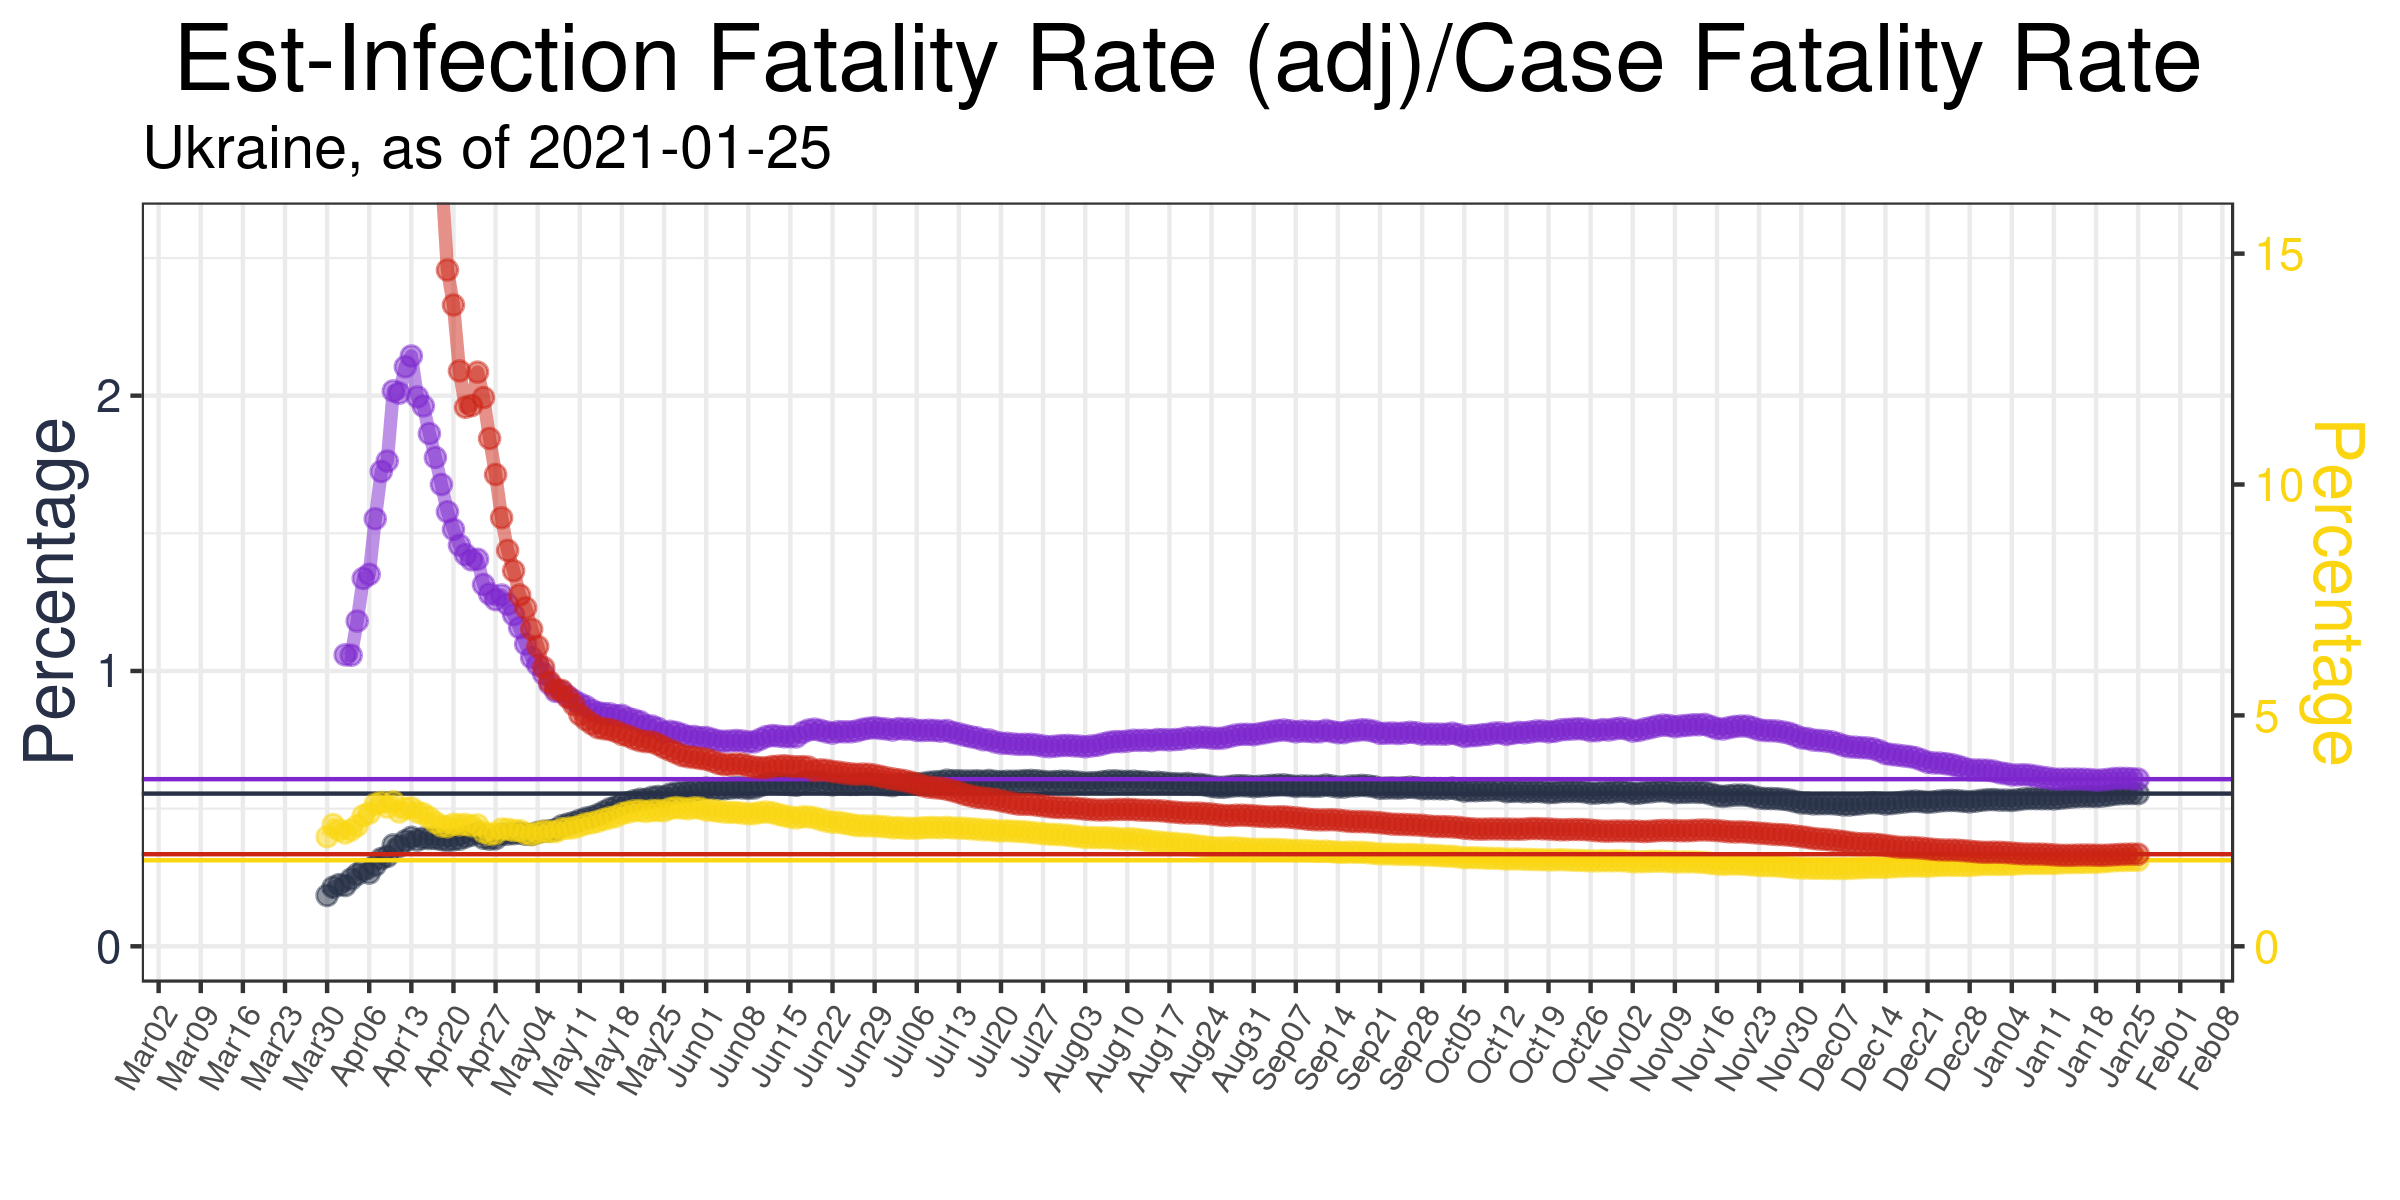 Est-Infection Fatality Rate (adj)/Case Fatality Rate
Ukraine, as of 2021-01-25
Percentage
2
1
0
15
10
5
0
Percentage
Mar02
Mar09
Mar16
Mar23
Mar30
Apr06
Apr13
Apr20
Apr27
May04
May11
May18
May25
Jun01
Jun08
Jun15
Jun22
Jun29
Jul06
Jul13
Jul20
Jul27
Aug03
Aug10
Aug17
Aug24
Aug31
Sep07
Sep14
Sep21
Sep28
Oct05
Oct12
Oct19
Oct26
Nov02
Nov09
Nov16
Nov23
Nov30
Dec07
Dec14
Dec21
Dec28
Jan04
Jan11
Jan18
Jan25
Feb01
Feb08